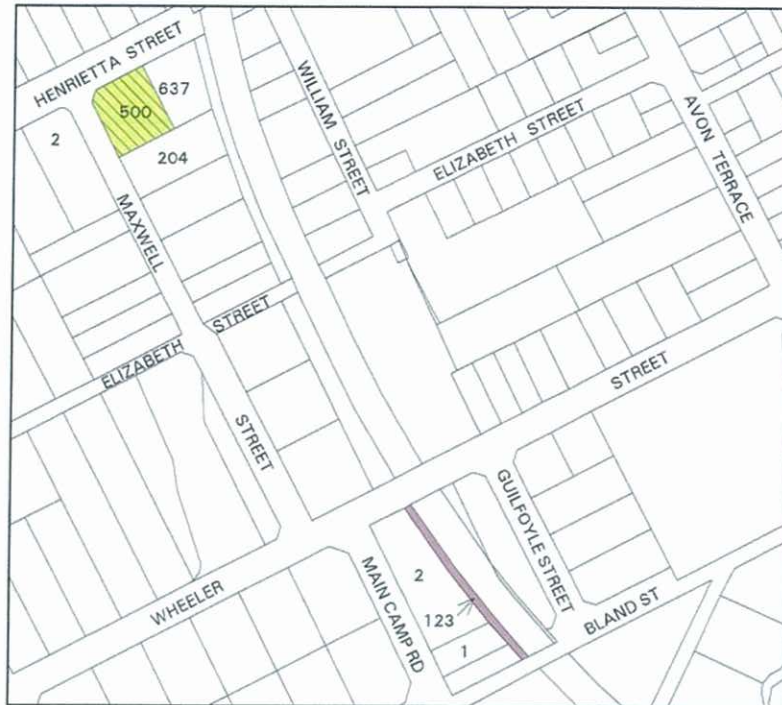 HENRIETTA STREET
637
500
2
204
WILLIAM STREET
AVON TERRACE
ELIZABETH STREET
MAXWELL
STREET
ELIZABETH
STREET
STREET
GUILFOYLE STREET
2
123
1
MAIN CAMP RD
WHEELER
BLAND ST